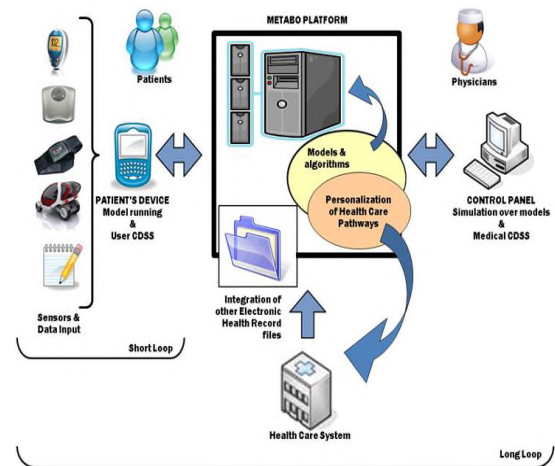 METABO PLATFORM
Patients
Physicians
PATIENT'S DEVICE
Model running
&
User CDSS
Models &
algorithms
Personalization
of Health Care
Pathways
CONTROL PANEL
Simulation over models
&
Medical CDSS
Sensors &
Data Input
Integration of
other Electronic
Health Record
files
Short Loop
Health Care System
Long Loop